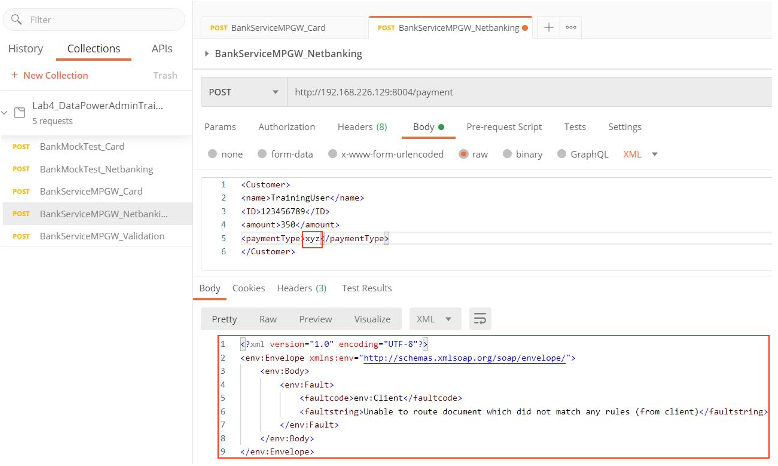 Filter
History Collections APIs
+ New Collection Trash
Lab4_DataPowerAdminTrai...
5 requests
POST BankMockTest_Card
POST BankMockTest_Netbanking
POST BankServiceMPGW_Card
POST BankServiceMPGW_Netbanki...
POST BankServiceMPGW_Validation
POST BankServiceMPGW_Card POST BankServiceMPGW_Netbanking + ooo
BankServiceMPGW_Netbanking
POST http://192.168.226.129:8004/payment
Params Authorization Headers (8) Body Pre-request Script Tests Settings
none form-data x-www-form-urlencoded raw binary GraphQL XML
1 <Customer>
2 <name>TrainingUser</name>
3 <ID>123456789</ID>
4 <amount>350</amount>
5 <paymentType>xyz</paymentType>
6 </Customer>
Body Cookies Headers (3) Test Results
Pretty Raw Preview Visualize XML
1 <?xml version="1.0" encoding="UTF-8"?>
2 <env:Envelope xmlns:env="http://schemas.xmlsoap.org/soap/envelope/">
3 <env:Body>
4 <env:Fault>
5 <faultcode>env:Client</faultcode>
6 <faultstring>Unable to route document which did not match any rules (from client)</faultstring>
7 </env:Fault>
8 </env:Body>
9 </env:Envelope>